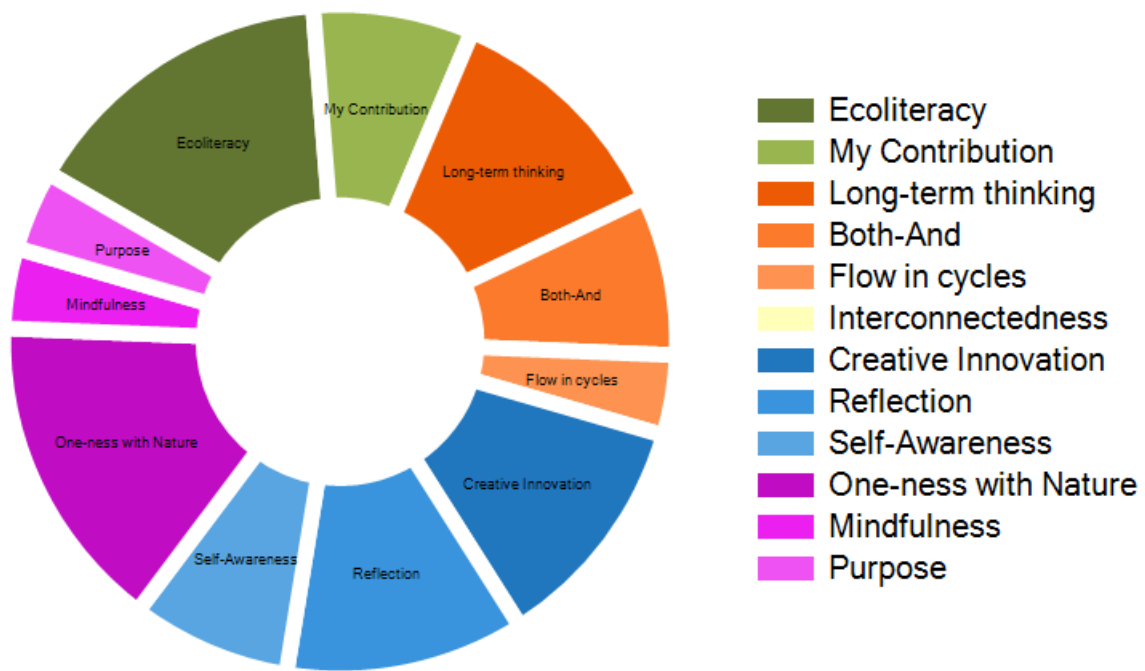 My Contribution
Ecoliteracy
Long-term thinking
Purpose
Both-And
Mindfulness
Flow in cycles
One-ness with Nature
Creative Innovation
Self-Awareness
Reflection
Ecoliteracy
My Contribution
Long-term thinking
Both-And
Flow in cycles
Interconnectedness
Creative Innovation
Reflection
Self-Awareness
One-ness with Nature
Mindfulness
Purpose